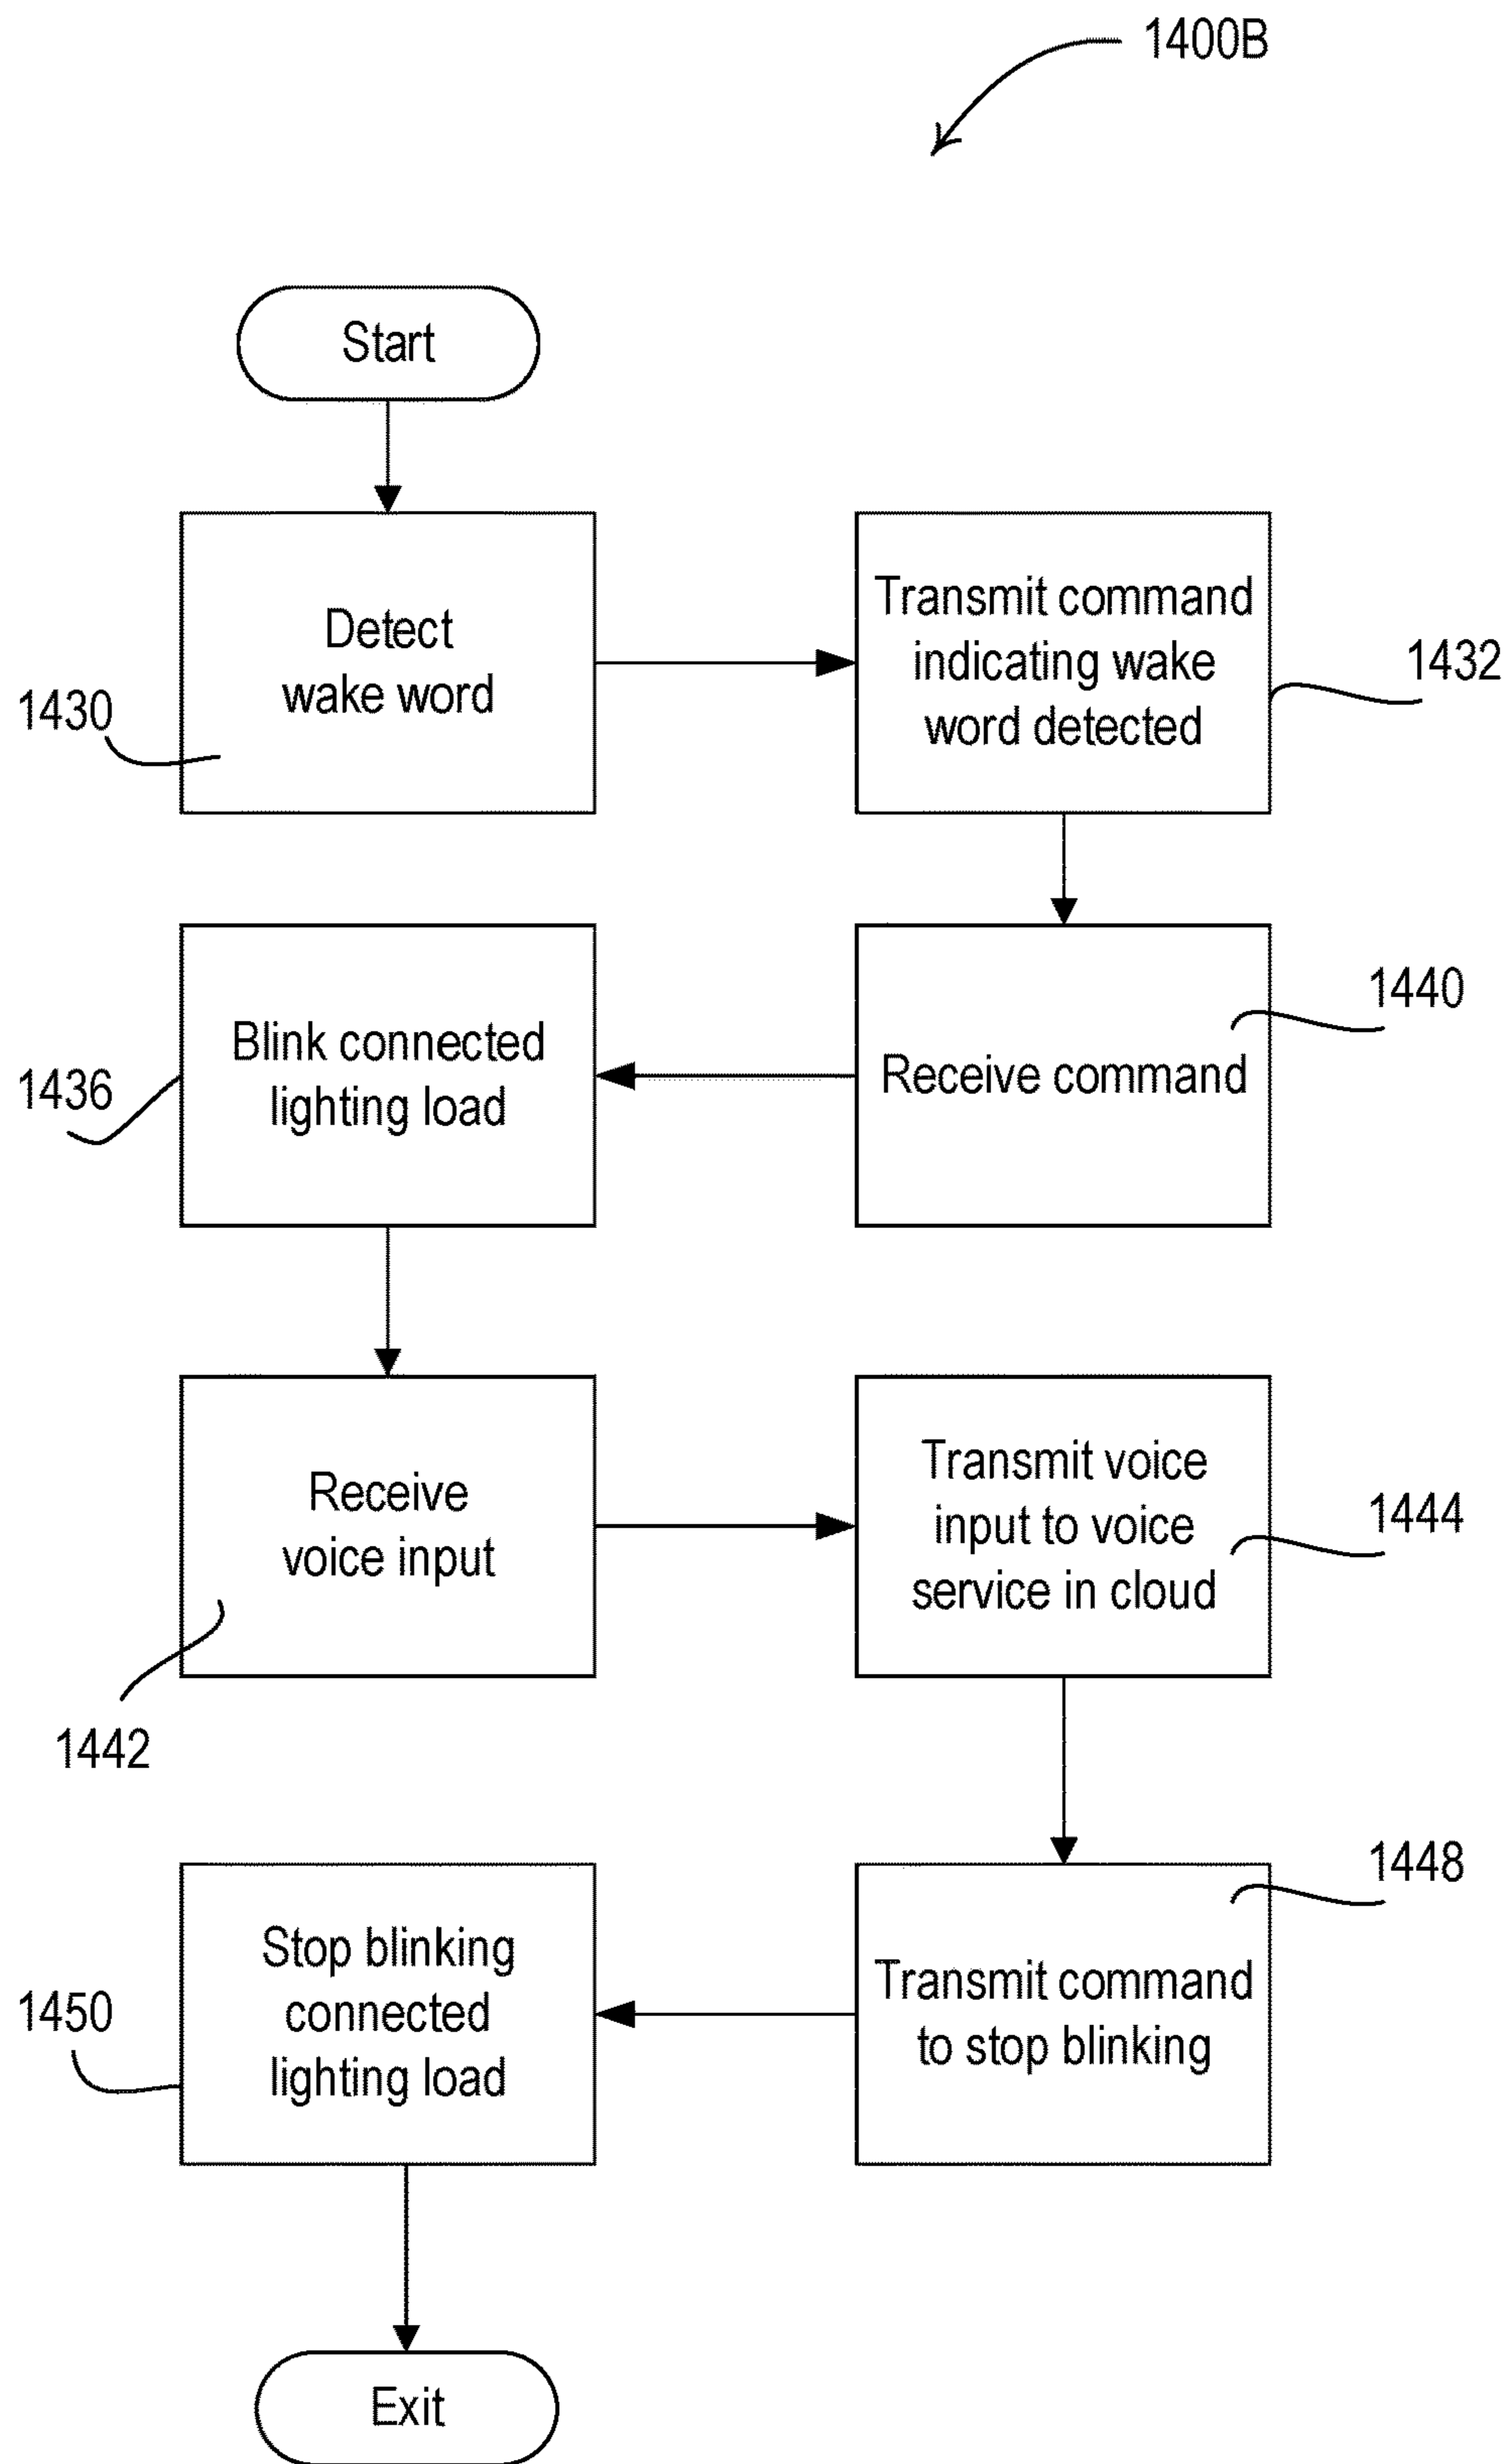 1400B
Start
Detect
wake word
1430
Transmit command
indicating wake
word detected
1432
Receive command
1440
Blink connected
lighting load
1436
Receive
voice input
1442
Transmit voice
input to voice
service in cloud
1444
Transmit command
to stop blinking
1448
Stop blinking
connected
lighting load
1450
Exit